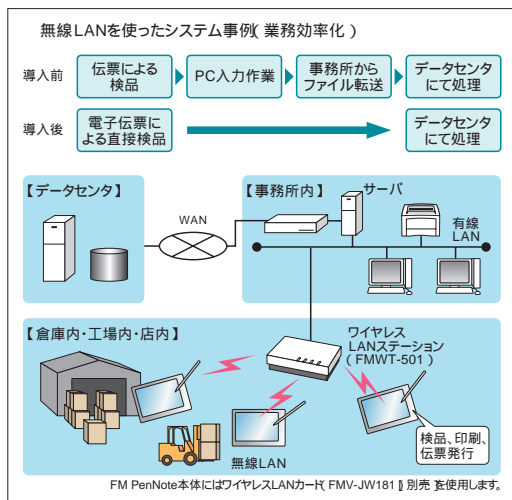 無線LANを使ったシステム事例(業務効率化)
導入前
伝票による
検品
PC入力作業
事務所から
ファイル転送
データセンタ
にて処理
導入後
電子伝票に
よる直接検品
データセンタ
にて処理
【データセンタ】
WAN
【事務所内】
サーバ
有線
LAN
【倉庫内・工場内・店内】
ワイヤレス
LANステーション
(FMWT-501)
無線LAN
検品、印刷、
伝票発行
FM PenNote本体にはワイヤレスLANカード(FMV-JW181)(別売)を使用します。